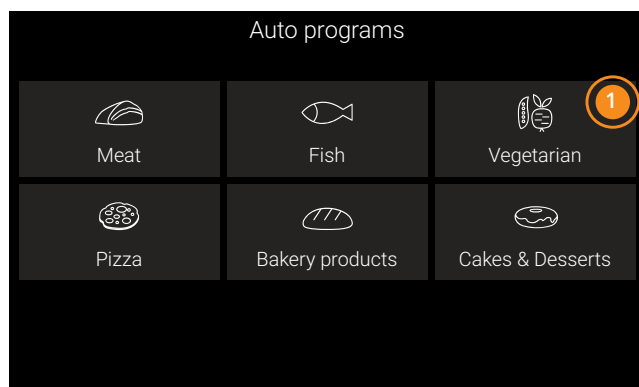 Auto programs
1
Meat
Fish
Vegetarian
Pizza
Bakery products
Cakes & Desserts